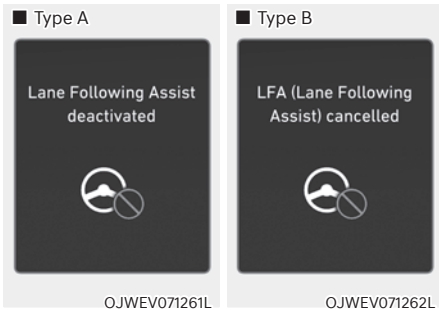 ■ Type A
Lane Following Assist
deactivated
OJWEV071261L
■ Type B
LFA (Lane Following
Assist) cancelled
OJWEV071262L